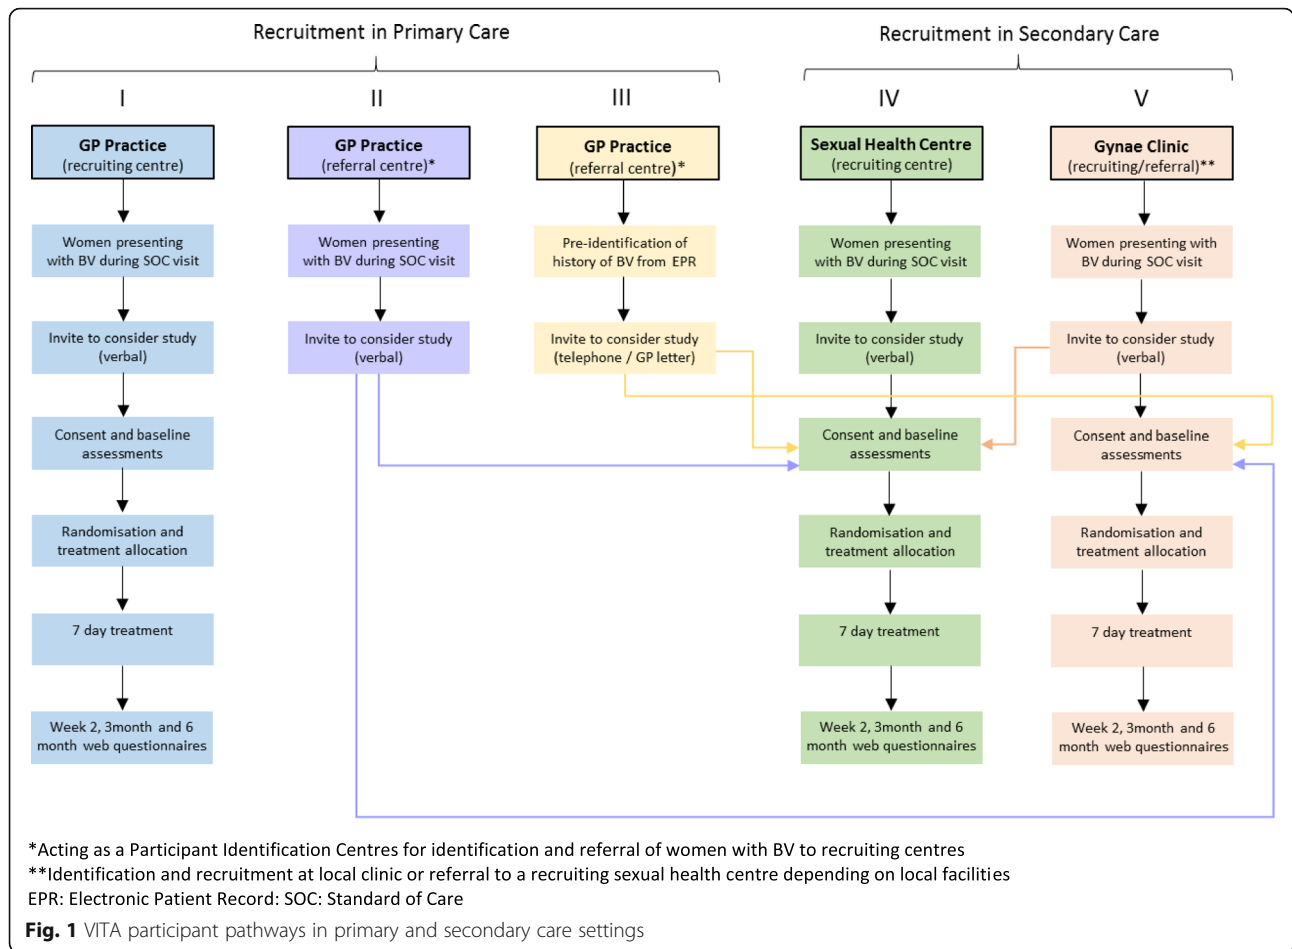 Recruitment in Primary Care
Recruitment in Secondary Care
I
II
III
IV
V
GP Practice
(recruiting centre)
GP Practice
(referral centre)*
GP Practice
(referral centre)*
Sexual Health Centre
(recruiting centre)
Gynae Clinic
(recruiting/referral)**
Women presenting
with BV during SOC visit
Women presenting
with BV during SOC visit
Pre-identification of
history of BV from EPR
Women presenting
with BV during SOC visit
Women presenting with
BV during SOC visit
Invite to consider study
(verbal)
Invite to consider study
(verbal)
Invite to consider study
(telephone / GP letter)
Invite to consider study
(verbal)
Invite to consider study
(verbal)
Consent and baseline
assessments
Consent and baseline
assessments
Consent and baseline
assessments
Randomisation and
treatment allocation
Randomisation and
treatment allocation
Randomisation and
treatment allocation
7 day treatment
7 day treatment
7 day treatment
Week 2, 3month and 6
month web questionnaires
Week 2, 3month and 6
month web questionnaires
Week 2, 3month and 6
month web questionnaires
*Acting as a Participant Identification Centres for identification and referral of women with BV to recruiting centres
**Identification and recruitment at local clinic or referral to a recruiting sexual health centre depending on local facilities
EPR: Electronic Patient Record: SOC: Standard of Care
Fig. 1 VITA participant pathways in primary and secondary care settings